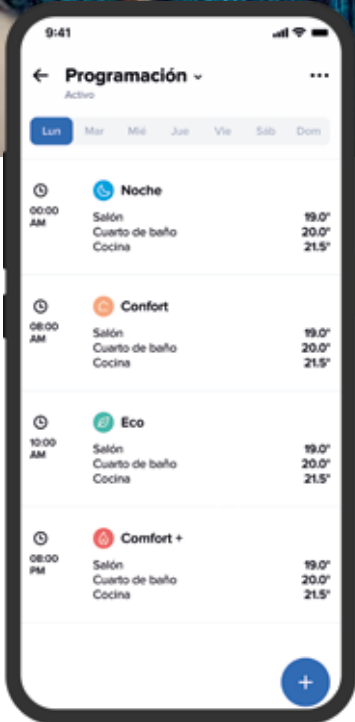 9:41
Programación
Activo
Lun Mar Mié Jue Vie Sáb Dom
Noche
00:00 AM
Salón 19.0°
Cuarto de baño 20.0°
Cocina 21.5°
Confort
08:00 AM
Salón 19.0°
Cuarto de baño 20.0°
Cocina 21.5°
Eco
10:00 AM
Salón 19.0°
Cuarto de baño 20.0°
Cocina 21.5°
Comfort +
08:00 PM
Salón 19.0°
Cuarto de baño 20.0°
Cocina 21.5°